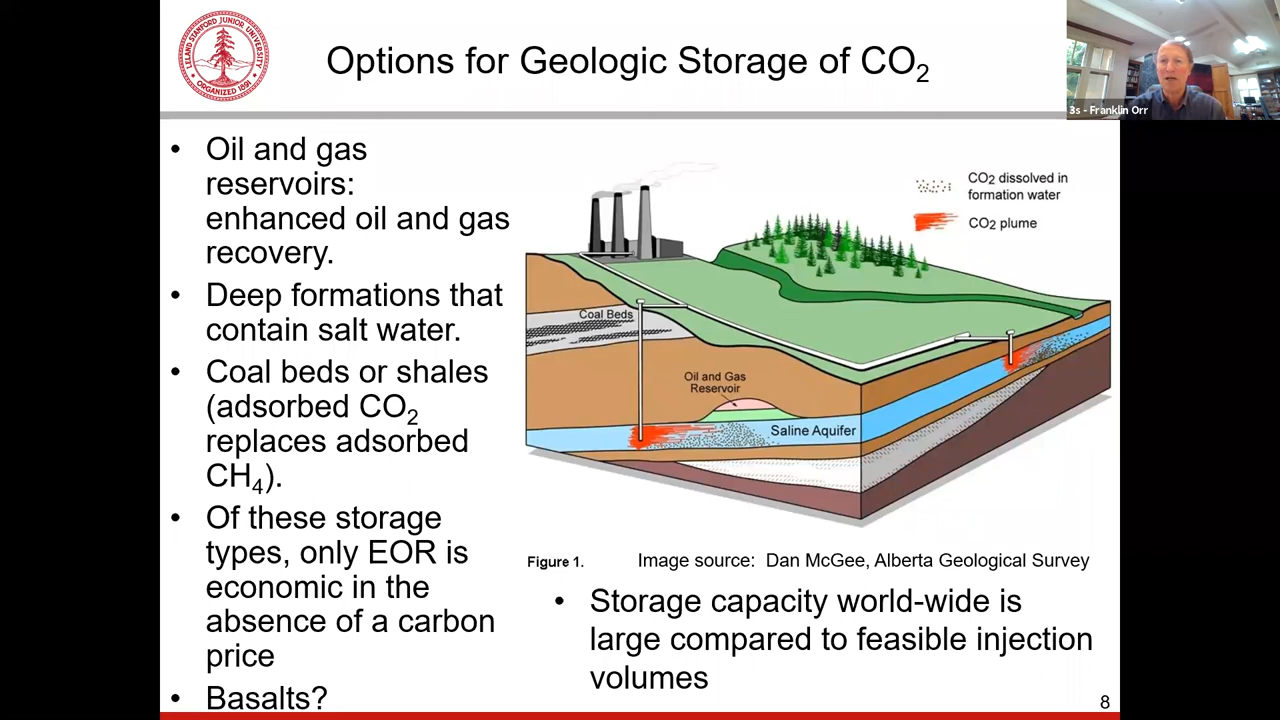 LELAND STANFORD JUNIOR UNIVERSITY
ORGANIZED 1891
Options for Geologic Storage of CO₂
3s - Franklin Orr
• Oil and gas
reservoirs:
enhanced oil and gas
recovery.
• Deep formations that
contain salt water.
• Coal beds or shales
(adsorbed CO₂
replaces adsorbed
CH₄).
• Of these storage
types, only EOR is
economic in the
absence of a carbon
price
• Basalts?
CO₂ dissolved in
formation water
CO₂ plume
Coal Beds
Oil and Gas
Reservoir
Saline Aquifer
Figure 1.
Image source: Dan McGee, Alberta Geological Survey
• Storage capacity world-wide is
large compared to feasible injection
volumes
8